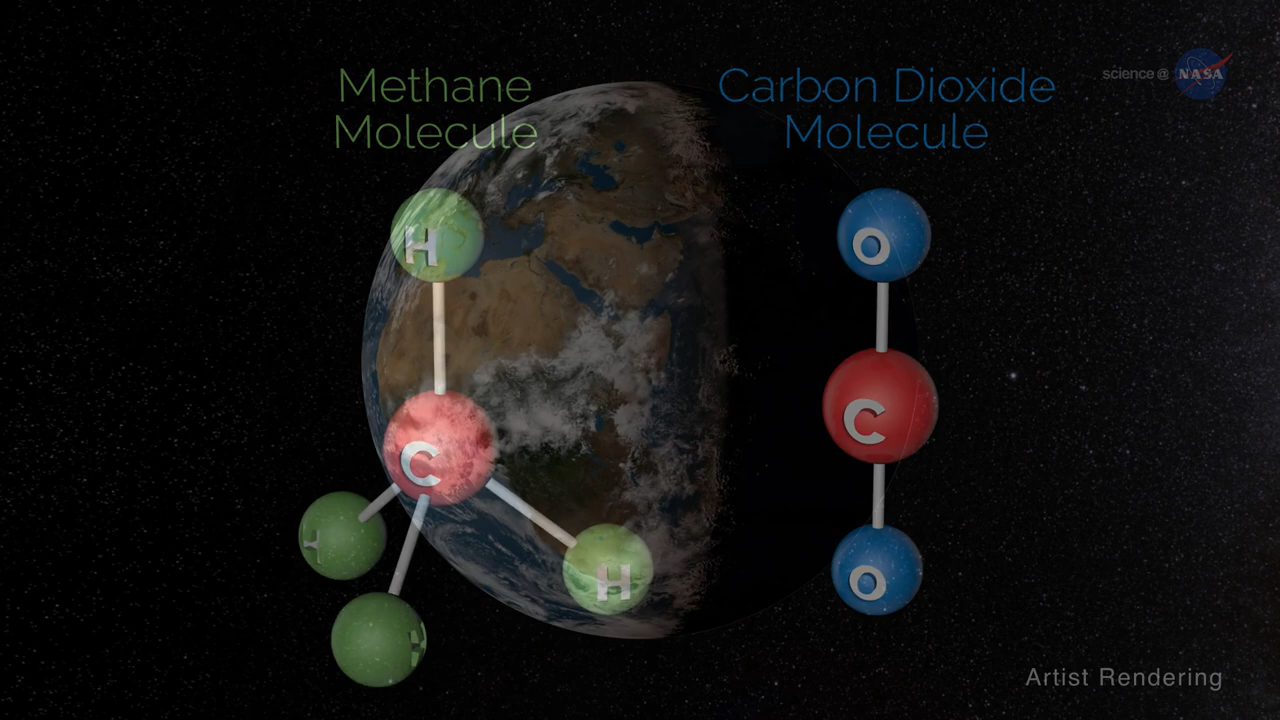 Methane
Molecule
Carbon Dioxide
Molecule
science@ NASA
H
C
H
H
H
O
C
O
Artist Rendering